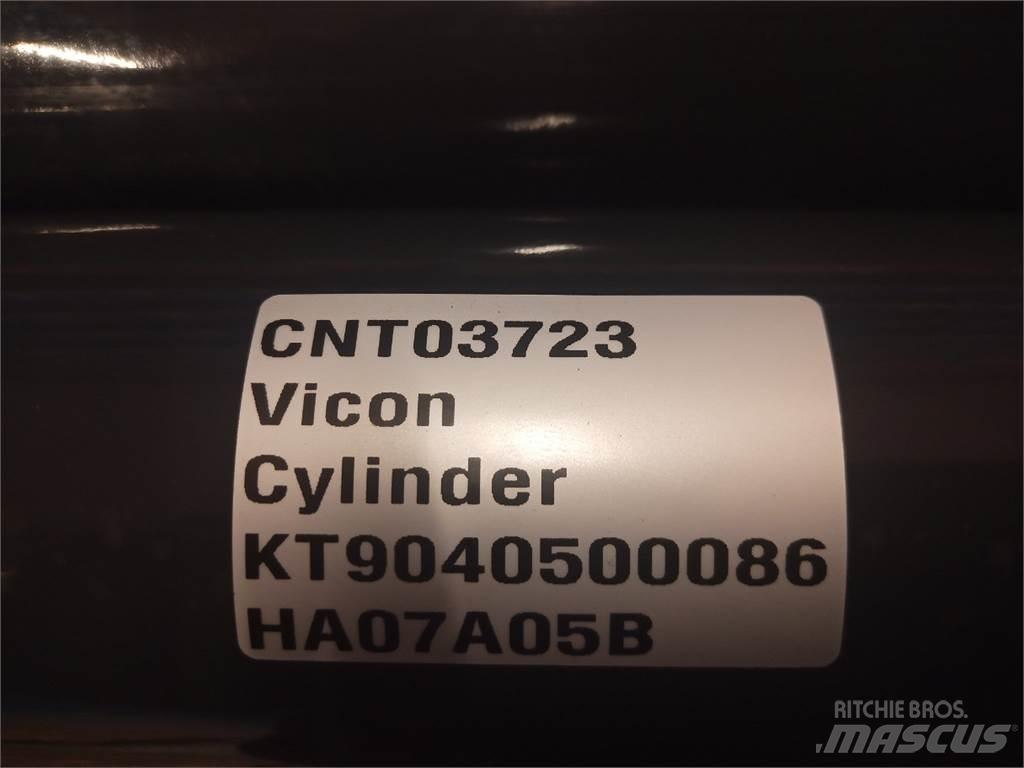 CNT03723
Vicon
Cylinder
KT9040500086
HA07A05B
RITCHIE BROS.
MASCUS